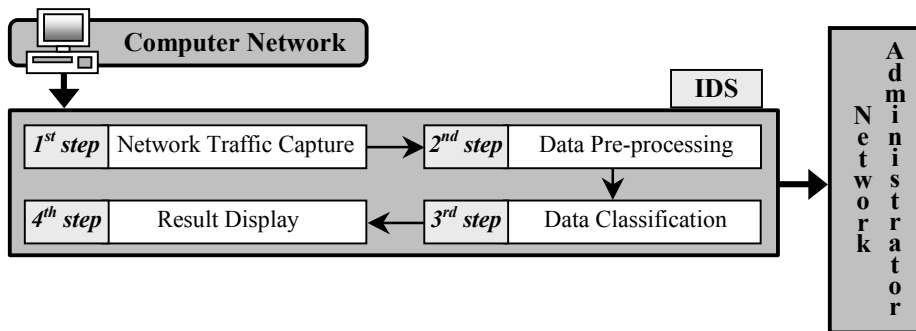 Computer Network
IDS
1st step Network Traffic Capture
2nd step Data Pre-processing
4th step Result Display
3rd step Data Classification
Network
Administrator